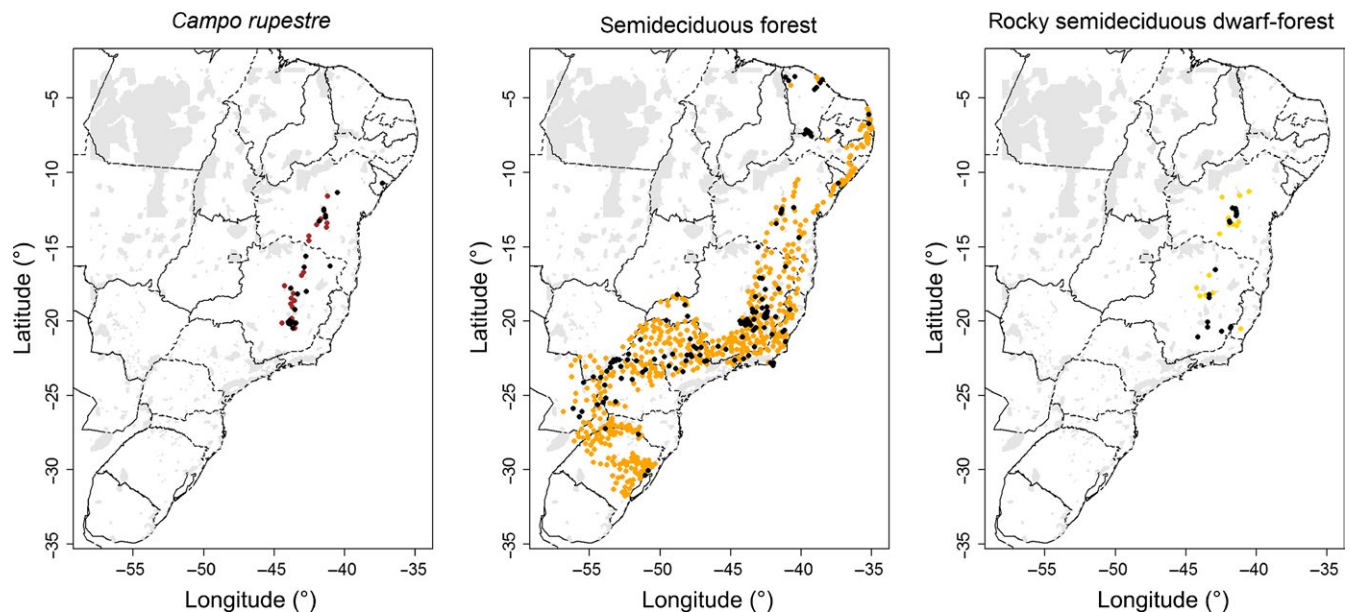 Campo rupestre
Semideciduous forest
Rocky semideciduous dwarf-forest
Latitude (°)
−5
−10
−15
−20
−25
−30
−35
−55 −50 −45 −40 −35
Longitude (°)
Latitude (°)
−5
−10
−15
−20
−25
−30
−35
−55 −50 −45 −40 −35
Longitude (°)
Latitude (°)
−5
−10
−15
−20
−25
−30
−35
−55 −50 −45 −40 −35
Longitude (°)